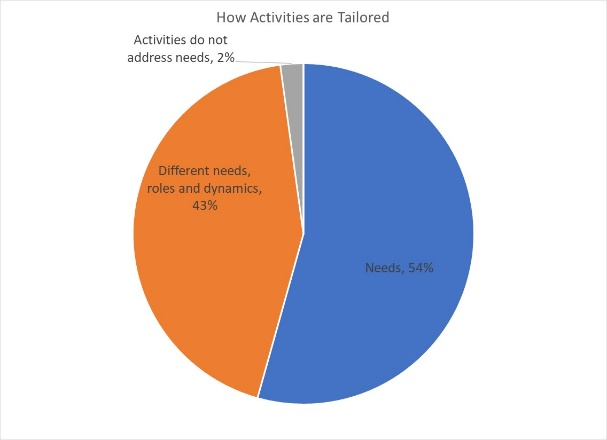 How Activities are Tailored
Activities do not
address needs, 2%
Different needs,
roles and dynamics,
43%
Needs, 54%